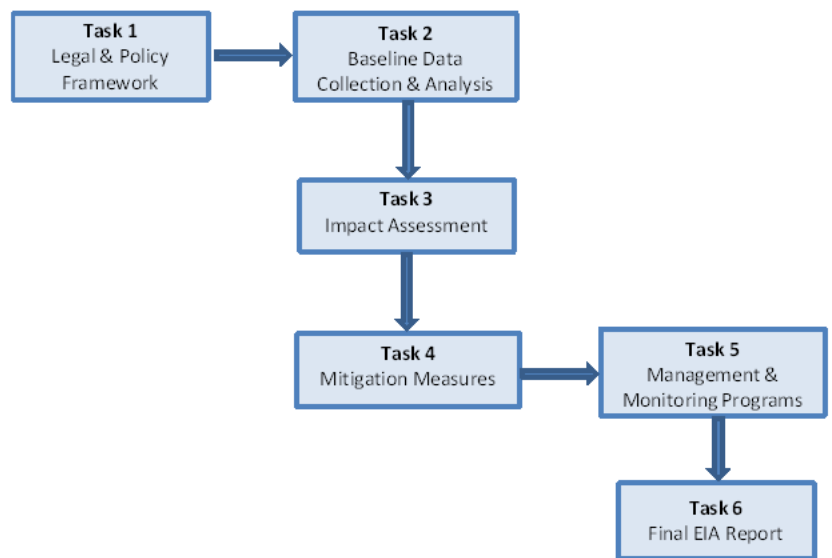 Task 1
Legal & Policy
Framework
Task 2
Baseline Data
Collection & Analysis
Task 3
Impact Assessment
Task 4
Mitigation Measures
Task 5
Management &
Monitoring Programs
Task 6
Final EIA Report